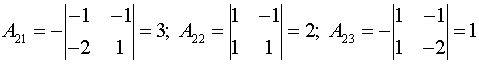 A₂₁ = −|−1 −1; −2 1| = 3; A₂₂ = |1 −1; 1 1| = 2; A₂₃ = −|1 −1; 1 −2| = 1